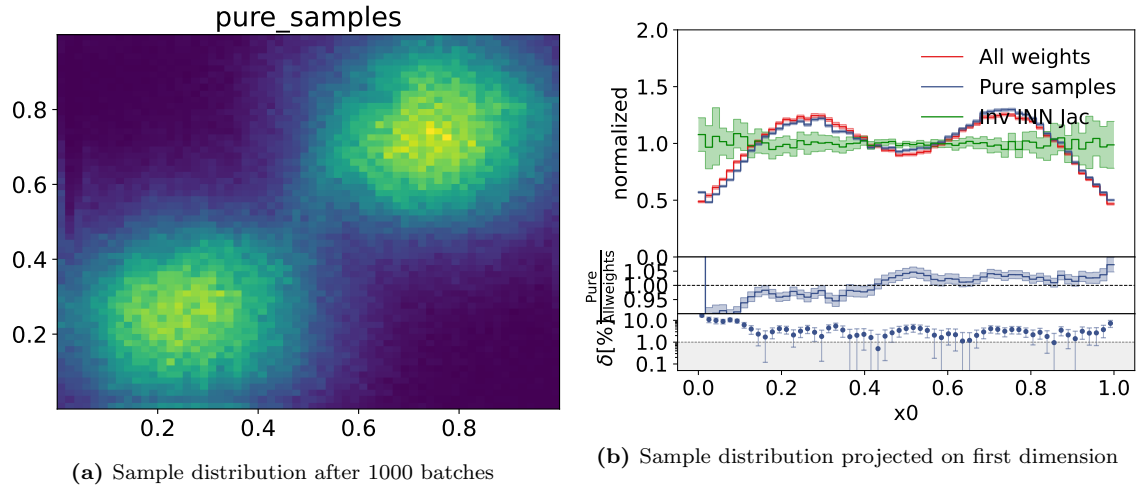 pure_samples
0.8
0.6
0.4
0.2
0.2 0.4 0.6 0.8
(a) Sample distribution after 1000 batches
2.0
1.5
1.0
0.5
0.0
normalized
All weights
Pure samples
Inv INN Jac
1.05
1.00
0.95
Pure
Allweights
10.0
1.0
0.1
δ[%]
0.0 0.2 0.4 0.6 0.8 1.0
x0
(b) Sample distribution projected on first dimension